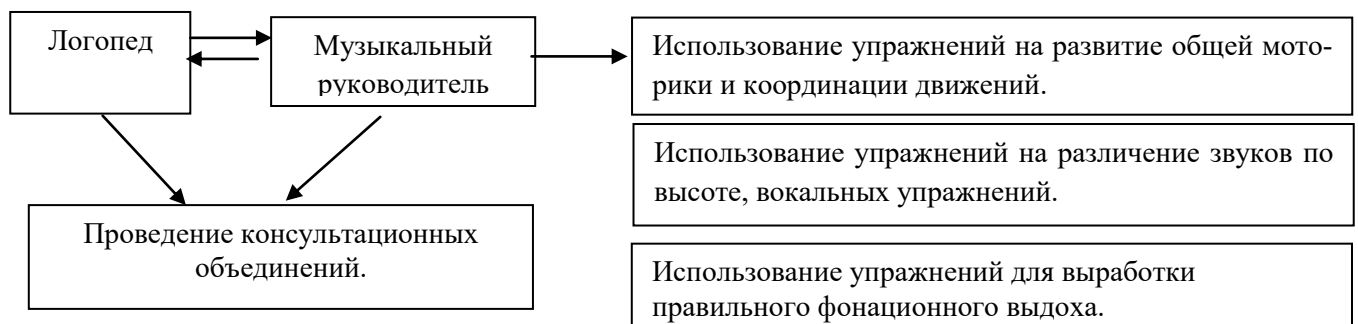 Логопед
Музыкальный
руководитель
Использование упражнений на развитие общей мото-
рики и координации движений.
Использование упражнений на различение звуков по
высоте, вокальных упражнений.
Проведение консультационных
объединений.
Использование упражнений для выработки
правильного фонационного выдоха.